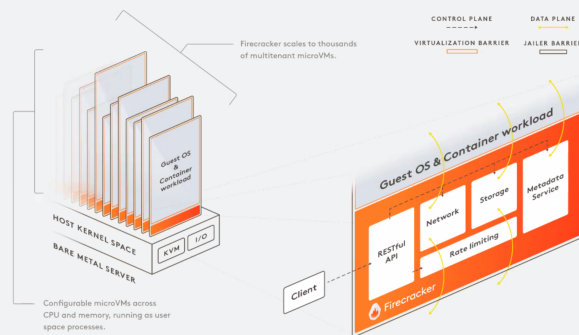 CONTROL PLANE
DATA PLANE
VIRTUALIZATION BARRIER
JAILER BARRIER
Firecracker scales to thousands
of multitenant microVMs.
Guest OS
&
Container
workload
HOST KERNEL SPACE
KVM
I/O
BARE METAL SERVER
Configurable microVMs across
CPU and memory, running as user
space processes.
Guest OS & Container workload
RESTful
API
Network
Storage
Metadata
Service
Rate limiting
Client
Firecracker